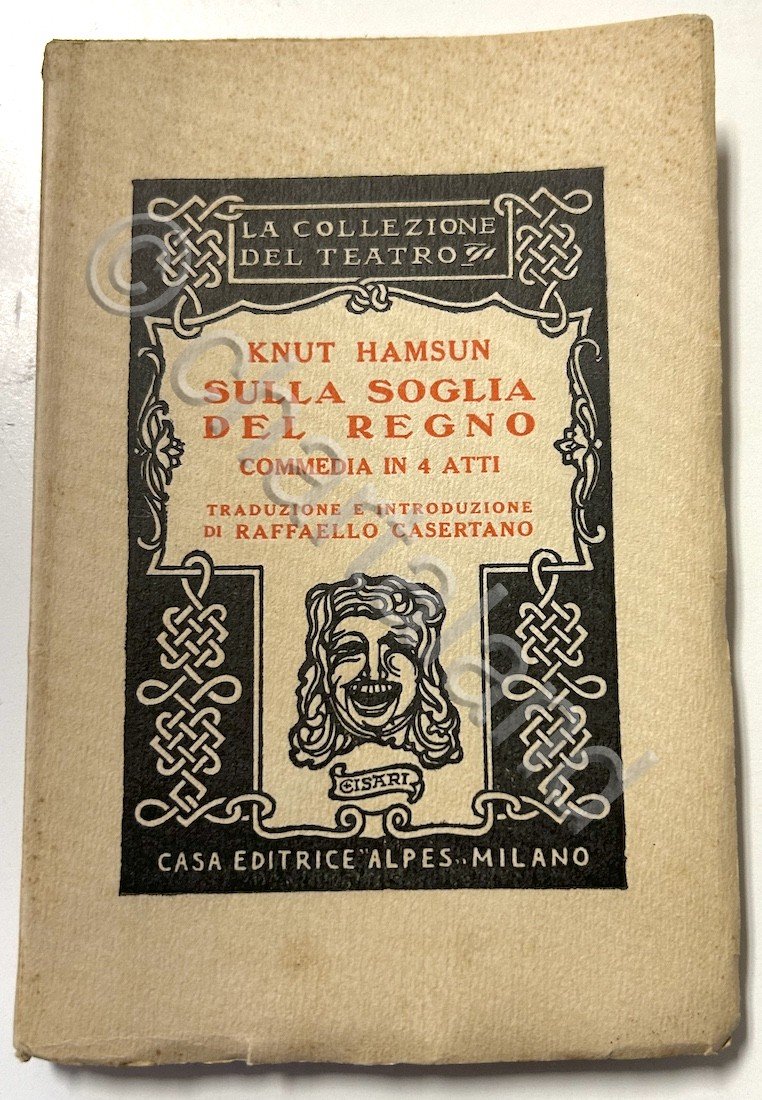 LA COLLEZIONE
DEL TEATRO
KNUT HAMSUN
SULLA SOGLIA
DEL REGNO
COMMEDIA IN 4 ATTI
TRADUZIONE E INTRODUZIONE
DI RAFFAELLO CASERTANO
CISARI
CASA EDITRICE "ALPES„ MILANO
© chartaland